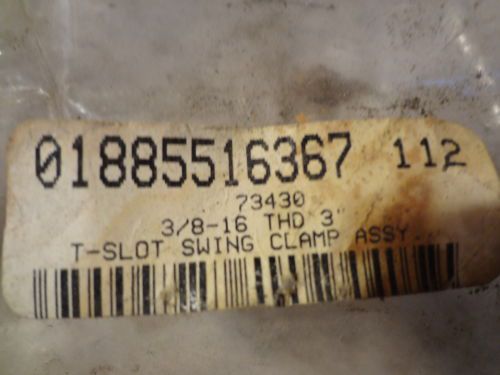 01885516367 112
73430
3/8-16 THD 3"
T-SLOT SWING CLAMP ASSY.